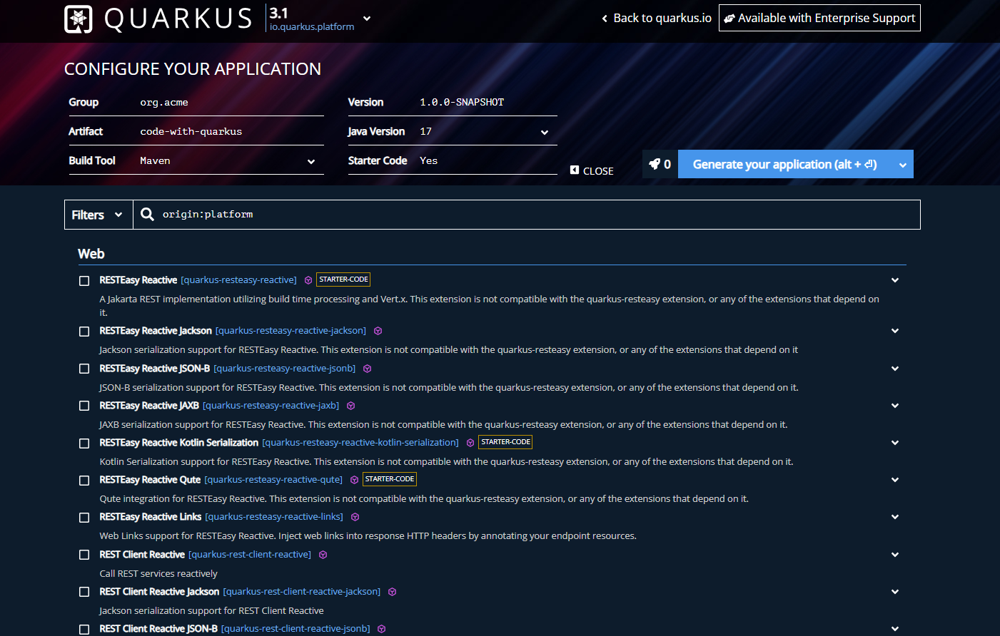 QUARKUS
3.1
io.quarkus.platform
Back to quarkus.io
Available with Enterprise Support
CONFIGURE YOUR APPLICATION
Group org.acme
Version 1.0.0-SNAPSHOT
Artifact code-with-quarkus
Java Version 17
Build Tool Maven
Starter Code Yes
CLOSE
0
Generate your application (alt + ⏎)
Filters
origin:platform
Web
RESTEasy Reactive [quarkus-resteasy-reactive] STARTER-CODE
A Jakarta REST implementation utilizing build time processing and Vert.x. This extension is not compatible with the quarkus-resteasy extension, or any of the extensions that depend on
it.
RESTEasy Reactive Jackson [quarkus-resteasy-reactive-jackson]
Jackson serialization support for RESTEasy Reactive. This extension is not compatible with the quarkus-resteasy extension, or any of the extensions that depend on it
RESTEasy Reactive JSON-B [quarkus-resteasy-reactive-jsonb]
JSON-B serialization support for RESTEasy Reactive. This extension is not compatible with the quarkus-resteasy extension, or any of the extensions that depend on it.
RESTEasy Reactive JAXB [quarkus-resteasy-reactive-jaxb]
JAXB serialization support for RESTEasy Reactive. This extension is not compatible with the quarkus-resteasy extension, or any of the extensions that depend on it.
RESTEasy Reactive Kotlin Serialization [quarkus-resteasy-reactive-kotlin-serialization] STARTER-CODE
Kotlin Serialization support for RESTEasy Reactive. This extension is not compatible with the quarkus-resteasy extension, or any of the extensions that depend on it.
RESTEasy Reactive Qute [quarkus-resteasy-reactive-qute] STARTER-CODE
Qute integration for RESTEasy Reactive. This extension is not compatible with the quarkus-resteasy extension, or any of the extensions that depend on it.
RESTEasy Reactive Links [quarkus-resteasy-reactive-links]
Web Links support for RESTEasy Reactive. Inject web links into response HTTP headers by annotating your endpoint resources.
REST Client Reactive [quarkus-rest-client-reactive]
Call REST services reactively
REST Client Reactive Jackson [quarkus-rest-client-reactive-jackson]
Jackson serialization support for REST Client Reactive
REST Client Reactive JSON-B [quarkus-rest-client-reactive-jsonb]